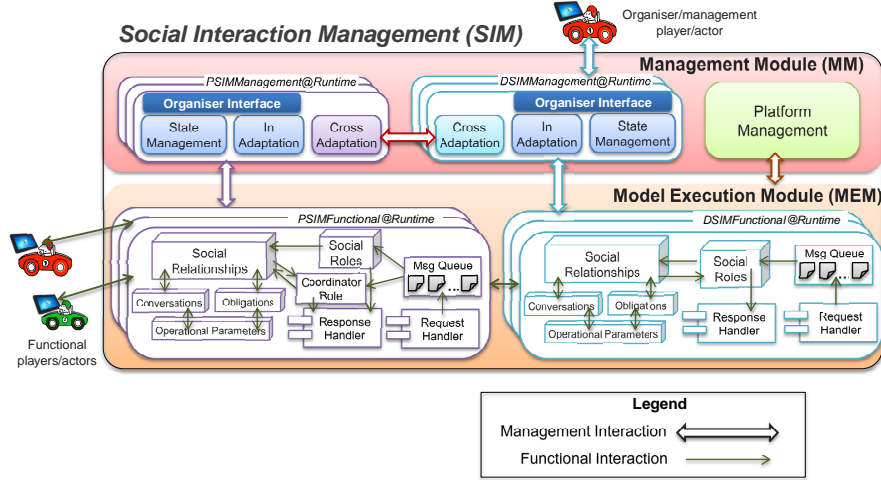 Social Interaction Management (SIM)
Organiser/management
player/actor
Management Module (MM)
PSIMManagement@Runtime
Organiser Interface
State
Management
In
Adaptation
Cross
Adaptation
DSIMManagement@Runtime
Organiser Interface
Cross
Adaptation
In
Adaptation
State
Management
Platform
Management
Model Execution Module (MEM)
PSIMFunctional@Runtime
Social
Relationships
Social
Roles
Msg Queue
...
Coordinator
Role
Conversations
Obligations
Operational Parameters
Response
Handler
Request
Handler
DSIMFunctional@Runtime
Social
Relationships
Social
Roles
Msg Queue
...
Conversations
Obligations
Operational Parameters
Response
Handler
Request
Handler
Functional
players/actors
Legend
Management Interaction
Functional Interaction